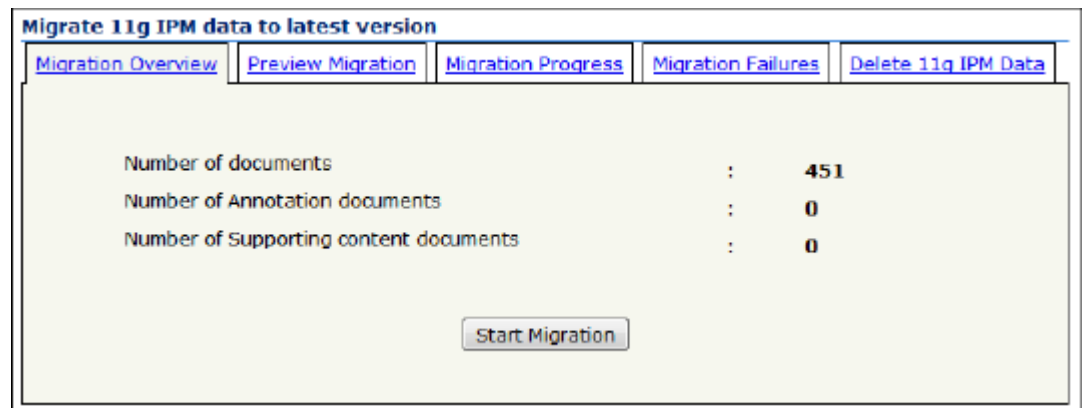 Migrate 11g IPM data to latest version
Migration Overview Preview Migration Migration Progress Migration Failures Delete 11g IPM Data
Number of documents : 451
Number of Annotation documents : 0
Number of Supporting content documents : 0
Start Migration